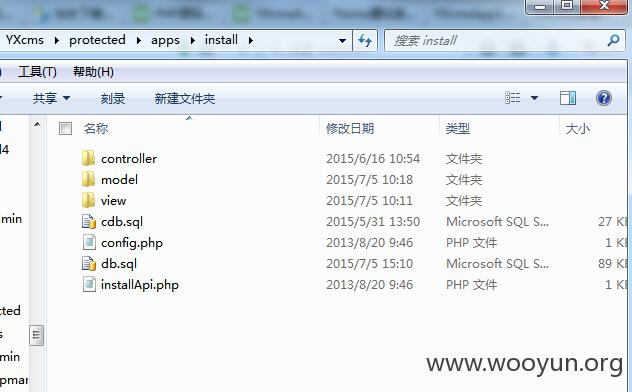 YXcms ▸ protected ▸ apps ▸ install ▸
搜索 install
工具(T) 帮助(H)
共享 刻录 新建文件夹
名称 修改日期 类型 大小
controller 2015/6/16 10:54 文件夹
model 2015/7/5 10:18 文件夹
view 2015/7/5 10:11 文件夹
cdb.sql 2015/5/31 13:50 Microsoft SQL S... 27 KB
config.php 2013/8/20 9:46 PHP 文件 1 KB
db.sql 2015/7/5 15:10 Microsoft SQL S... 89 KB
installApi.php 2013/8/20 9:46 PHP 文件 1 KB
www.wooyun.org